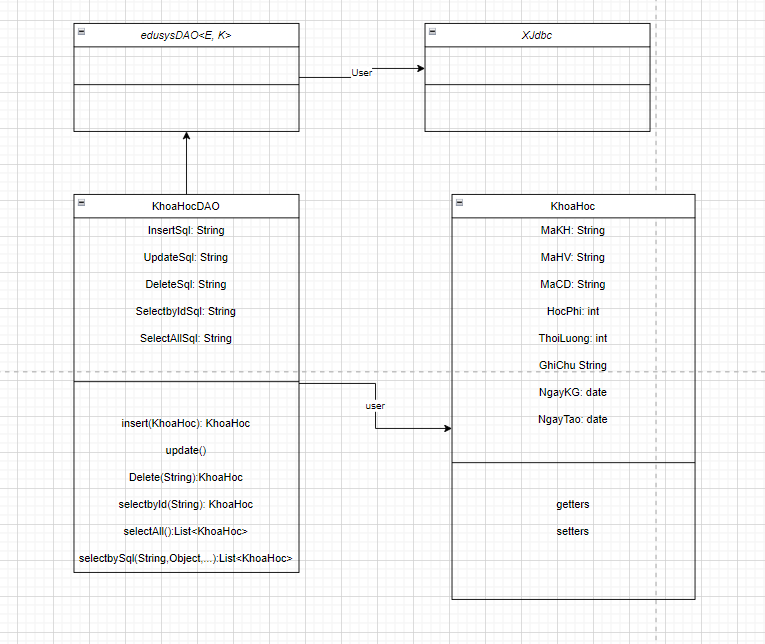 edusysDAO<E, K>
XJdbc
User
KhoaHocDAO
InsertSql: String
UpdateSql: String
DeleteSql: String
SelectbyIdSql: String
SelectAllSql: String
insert(KhoaHoc): KhoaHoc
update()
Delete(String):KhoaHoc
selectbyId(String): KhoaHoc
selectAll():List<KhoaHoc>
selectbySql(String,Object,...):List<KhoaHoc>
user
KhoaHoc
MaKH: String
MaHV: String
MaCD: String
HocPhi: int
ThoiLuong: int
GhiChu String
NgayKG: date
NgayTao: date
getters
setters